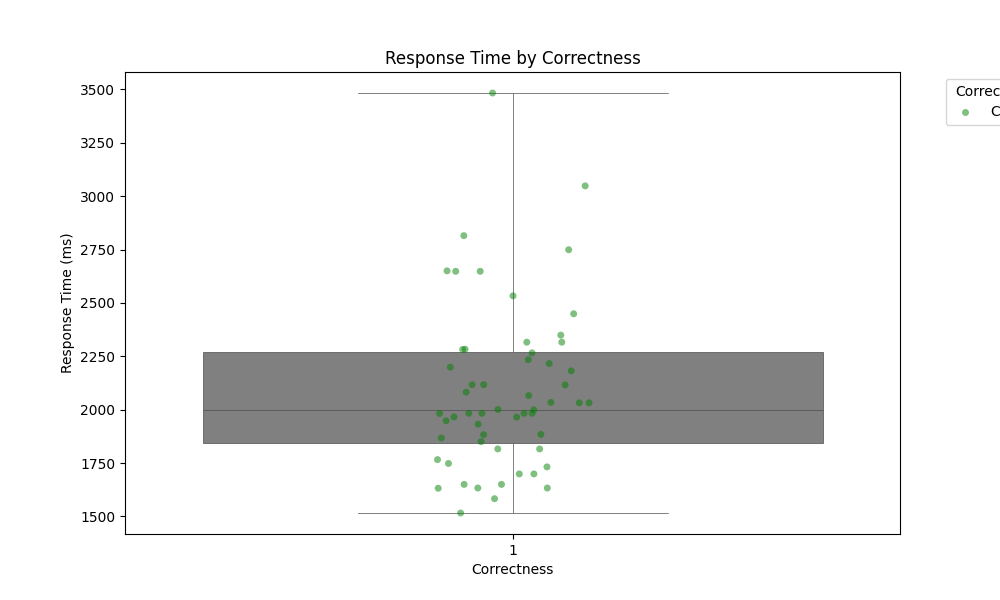 Response Time by Correctness
Correc
C
3500
3250
3000
2750
2500
2250
2000
1750
1500
Response Time (ms)
1
Correctness